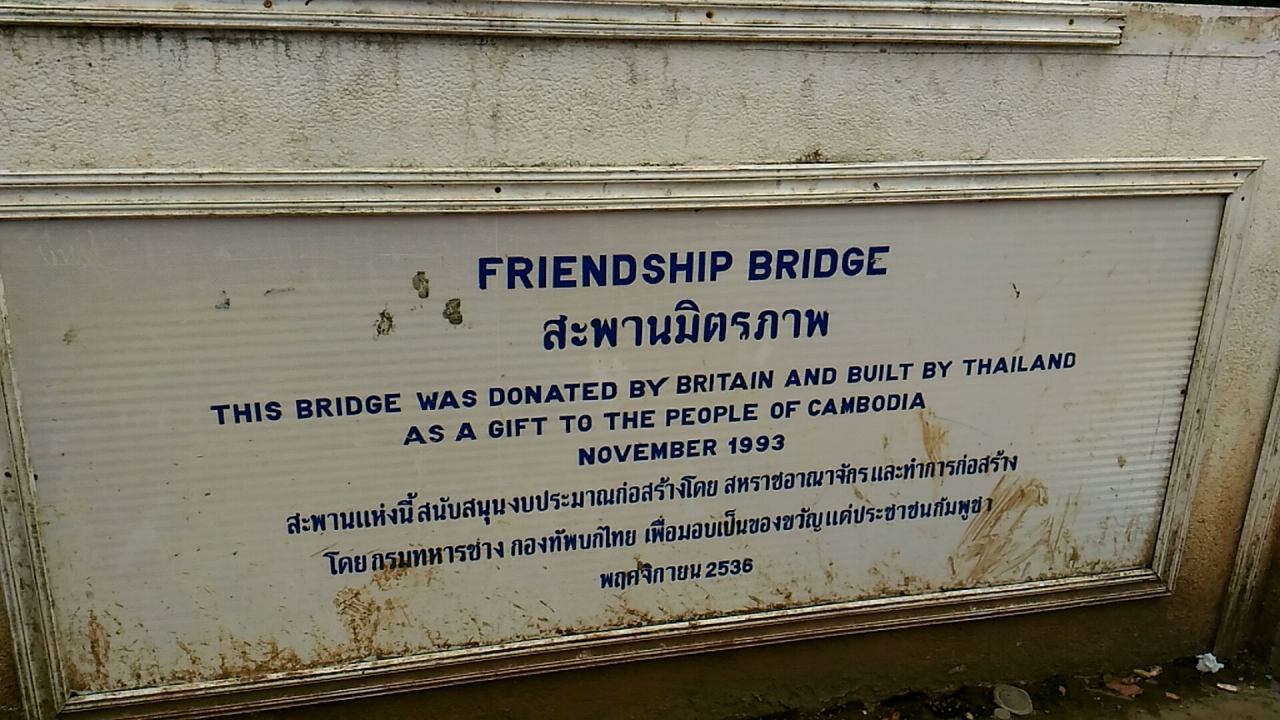 FRIENDSHIP BRIDGE
สะพานมิตรภาพ
THIS BRIDGE WAS DONATED BY BRITAIN AND BUILT BY THAILAND
AS A GIFT TO THE PEOPLE OF CAMBODIA
NOVEMBER 1993
สะพานแห่งนี้ สนับสนุนงบประมาณก่อสร้างโดย สหราชอาณาจักร และทำการก่อสร้าง
โดย กรมทหารช่าง กองทัพบกไทย เพื่อมอบเป็นของขวัญแด่ประชาชนกัมพูชา
พฤศจิกายน 2536